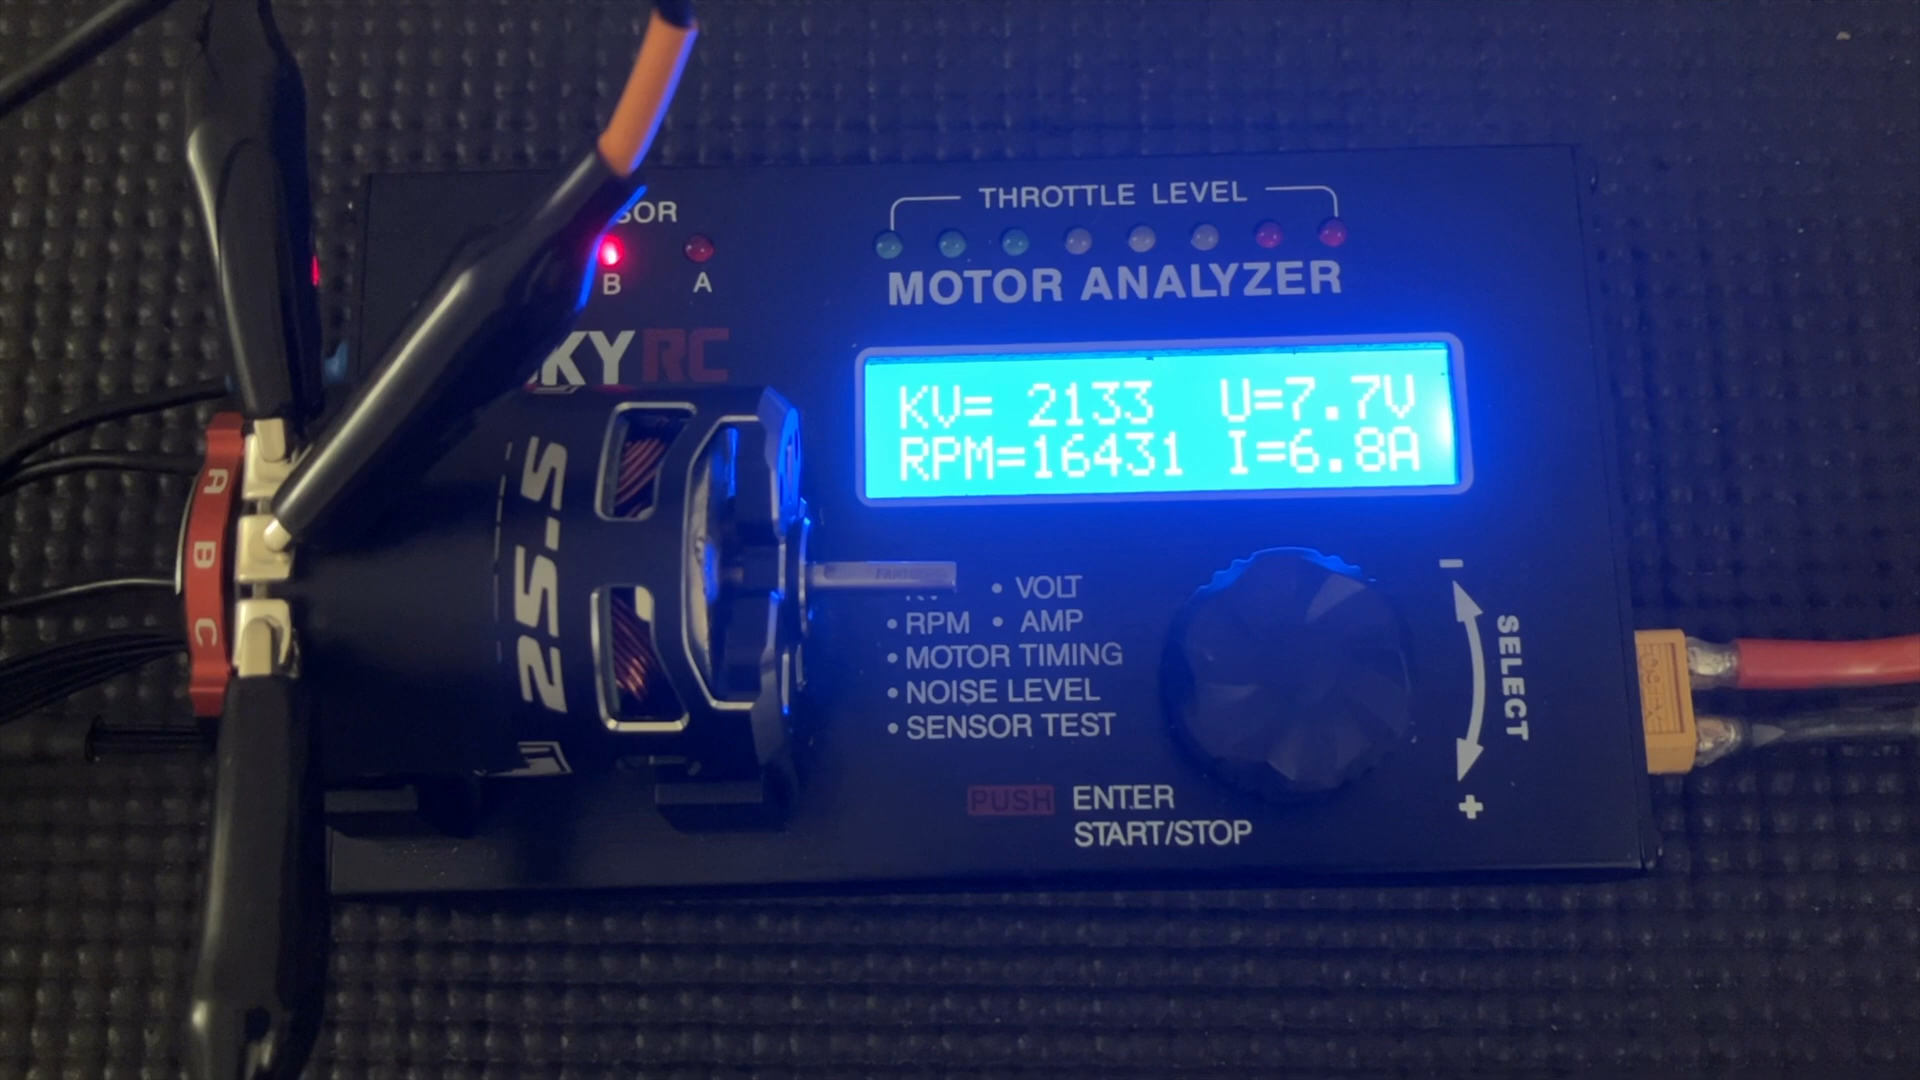 THROTTLE LEVEL
SOR
B A
MOTOR ANALYZER
KY RC
KV= 2133 U=7.7V
RPM=16431 I=6.8A
A
B
C
25.5
• VOLT
• RPM • AMP
• MOTOR TIMING
• NOISE LEVEL
• SENSOR TEST
− SELECT +
PUSH ENTER
START/STOP